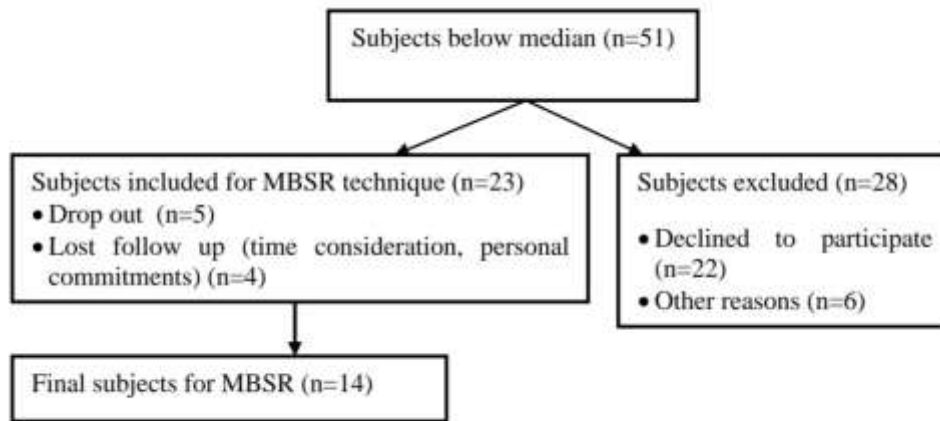 Subjects below median (n=51)
Subjects included for MBSR technique (n=23)
• Drop out (n=5)
• Lost follow up (time consideration, personal
commitments) (n=4)
Subjects excluded (n=28)
• Declined to participate
(n=22)
• Other reasons (n=6)
Final subjects for MBSR (n=14)